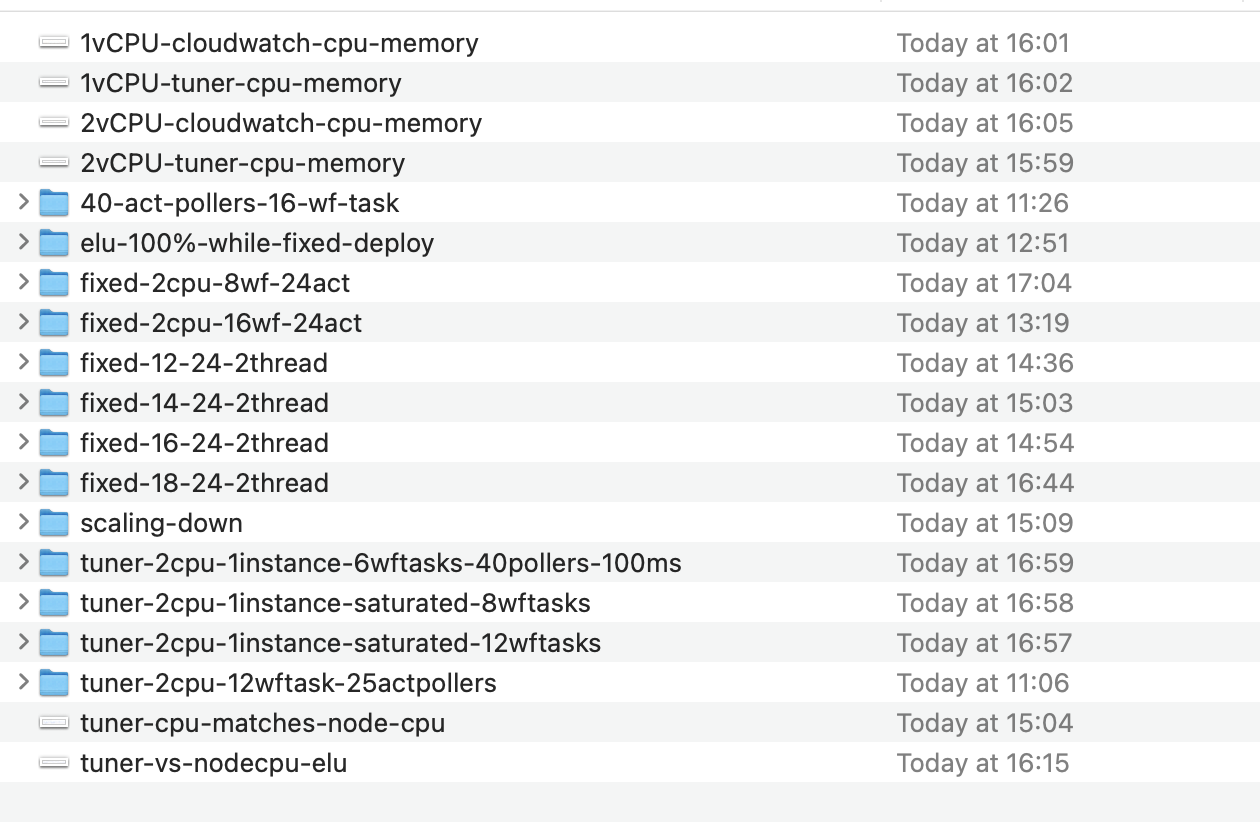 1vCPU-cloudwatch-cpu-memory Today at 16:01
1vCPU-tuner-cpu-memory Today at 16:02
2vCPU-cloudwatch-cpu-memory Today at 16:05
2vCPU-tuner-cpu-memory Today at 15:59
40-act-pollers-16-wf-task Today at 11:26
elu-100%-while-fixed-deploy Today at 12:51
fixed-2cpu-8wf-24act Today at 17:04
fixed-2cpu-16wf-24act Today at 13:19
fixed-12-24-2thread Today at 14:36
fixed-14-24-2thread Today at 15:03
fixed-16-24-2thread Today at 14:54
fixed-18-24-2thread Today at 16:44
scaling-down Today at 15:09
tuner-2cpu-1instance-6wftasks-40pollers-100ms Today at 16:59
tuner-2cpu-1instance-saturated-8wftasks Today at 16:58
tuner-2cpu-1instance-saturated-12wftasks Today at 16:57
tuner-2cpu-12wftask-25actpollers Today at 11:06
tuner-cpu-matches-node-cpu Today at 15:04
tuner-vs-nodecpu-elu Today at 16:15